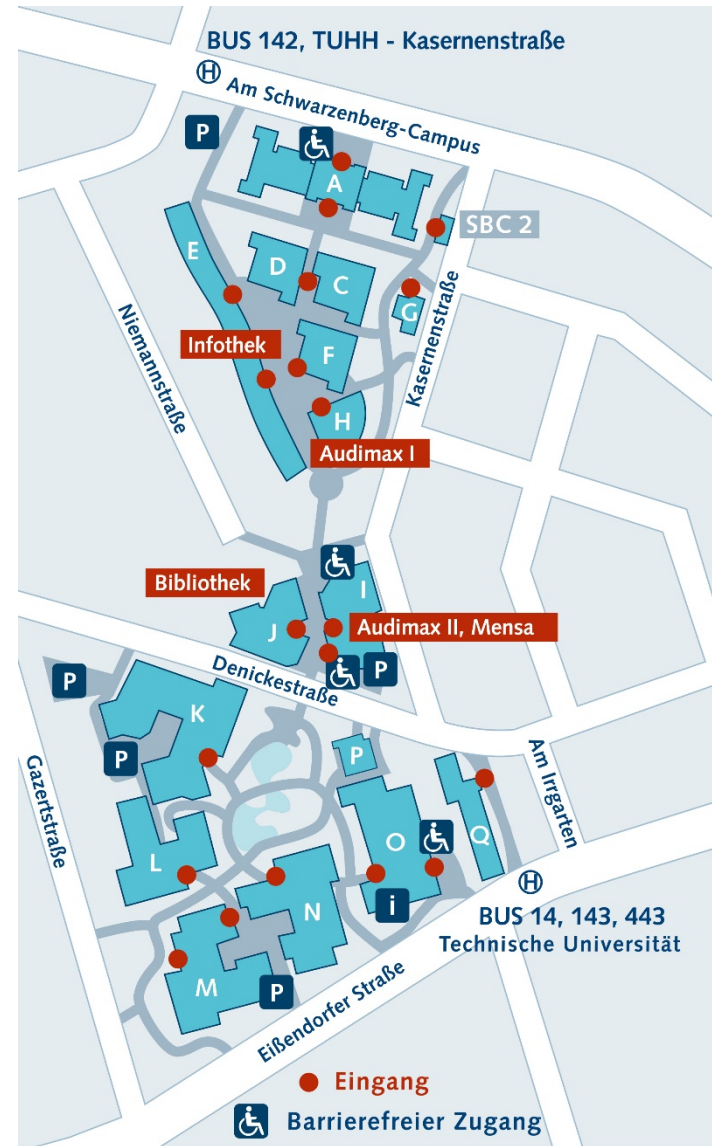 BUS 142, TUHH - Kasernenstraße
H
Am Schwarzenberg-Campus
P
A
SBC 2
E
D
C
G
Niemannstraße
Infothek
F
Kasernenstraße
H
Audimax I
Bibliothek
I
J
Audimax II, Mensa
P
Denickestraße
P
K
P
P
Gazertstraße
Am Irrgarten
L
O
Q
i
H
N
BUS 14, 143, 443
Technische Universität
M
P
Eißendorfer Straße
Eingang
Barrierefreier Zugang